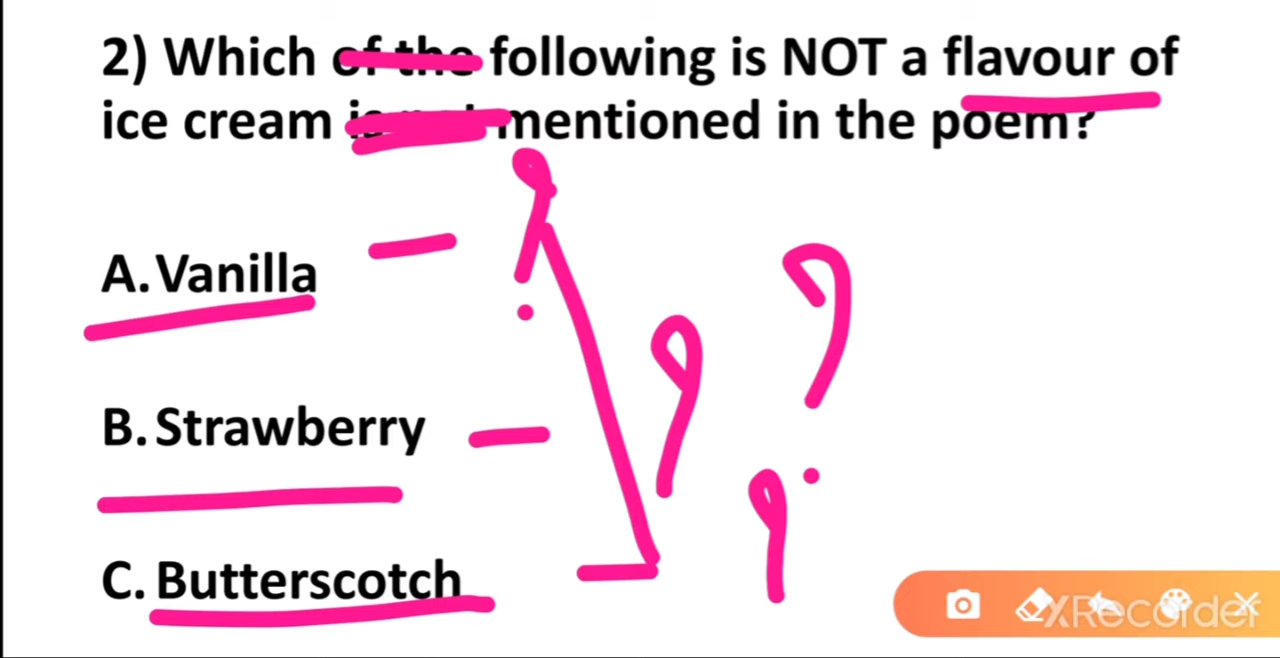 2) Which of the following is NOT a flavour of
ice cream is not mentioned in the poem?
A. Vanilla
B. Strawberry
C. Butterscotch
XRecorder